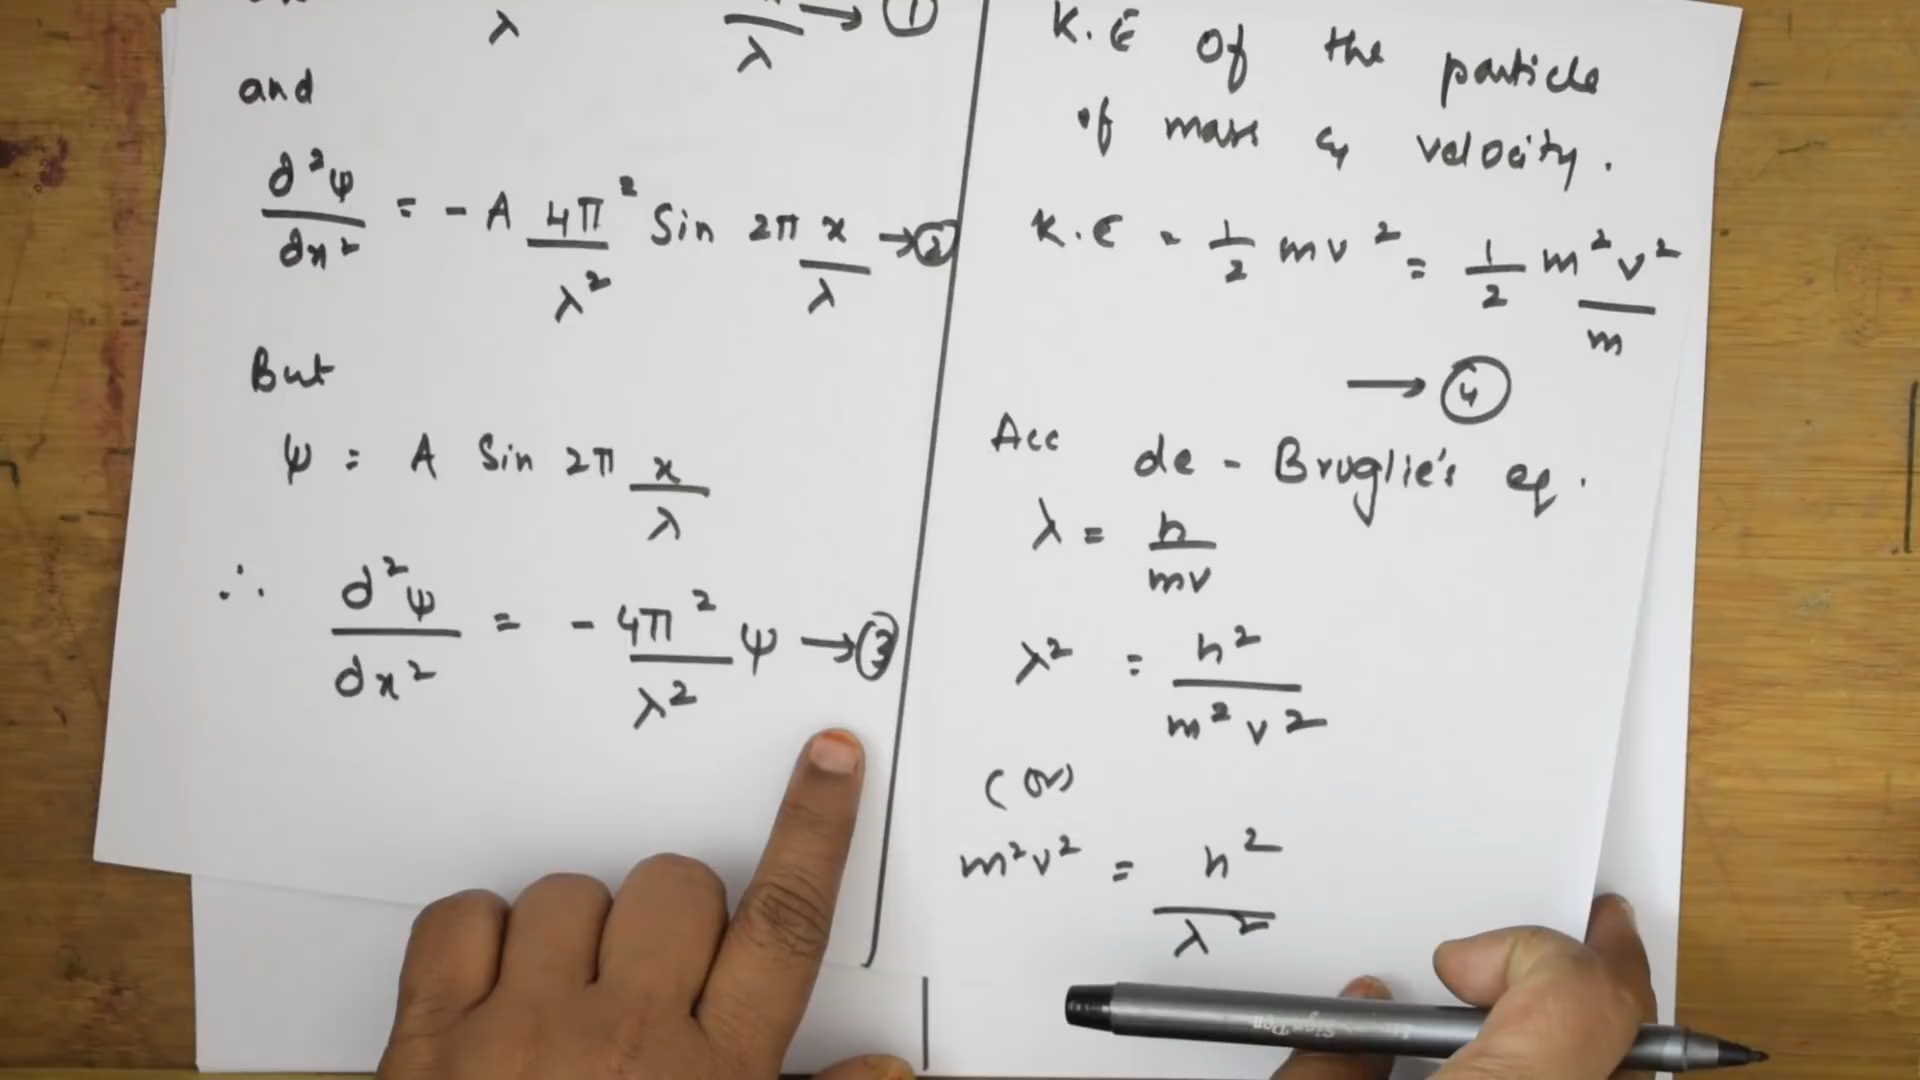 λ x/λ → ①
and
d²ψ/dx² = - A 4π²/λ² Sin 2π x/λ → ②
But
ψ = A Sin 2π x/λ
∴ d²ψ/dx² = - 4π²/λ² ψ → ③
K.E Of the particle
of mass & velocity.
K.E = 1/2 mv² = 1/2 m²v²/m
→ ④
Acc de - Broglie's eq.
λ = h/mv
λ² = h²/m²v²
(or)
m²v² = h²/λ²